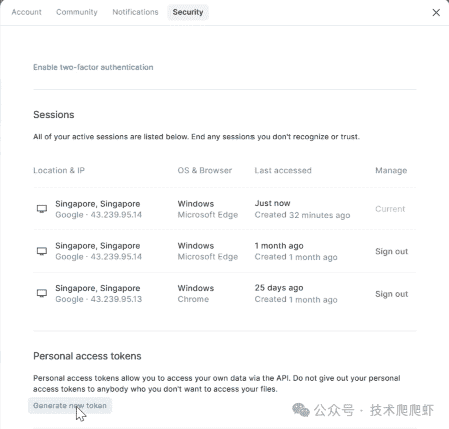 Account Community Notifications Security
Enable two-factor authentication
Sessions
All of your active sessions are listed below. End any sessions you don't recognize or trust.
Location & IP OS & Browser Last accessed Manage
Singapore, Singapore Windows Just now
Google · 43.239.95.14 Microsoft Edge Created 32 minutes ago Current
Singapore, Singapore Windows 1 month ago
Google · 43.239.95.14 Microsoft Edge Created 1 month ago Sign out
Singapore, Singapore Windows 25 days ago
Google · 43.239.95.13 Chrome Created 1 month ago Sign out
Personal access tokens
Personal access tokens allow you to access your own data via the API. Do not give out your personal
access tokens to anybody who you don't want to access your files.
Generate new token
公众号 · 技术爬爬虾